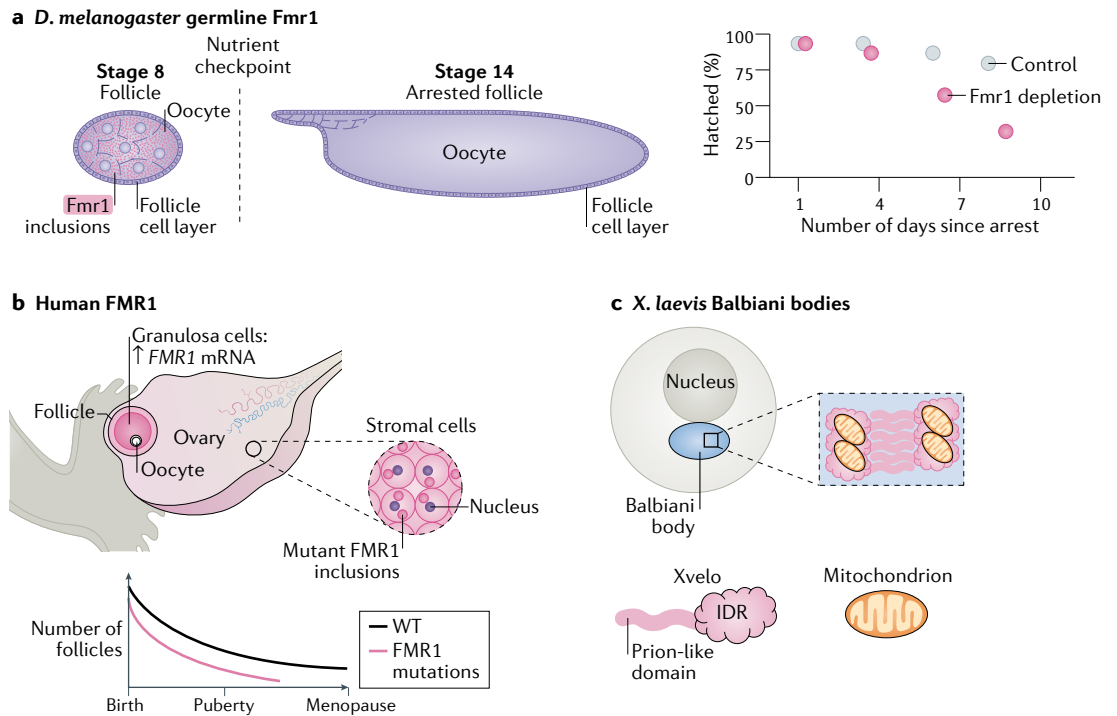 a D. melanogaster germline Fmr1
Nutrient
checkpoint
Stage 8
Follicle
Oocyte
Fmr1
inclusions
Follicle
cell layer
Stage 14
Arrested follicle
Oocyte
Follicle
cell layer
Hatched (%)
100
75
50
25
0
1
4
7
10
Number of days since arrest
Control
Fmr1 depletion
b Human FMR1
Granulosa cells:
↑ FMR1 mRNA
Follicle
Ovary
Oocyte
Stromal cells
Nucleus
Mutant FMR1
inclusions
Number of
follicles
WT
FMR1
mutations
Birth
Puberty
Menopause
c X. laevis Balbiani bodies
Nucleus
Balbiani
body
Xvelo
IDR
Prion-like
domain
Mitochondrion